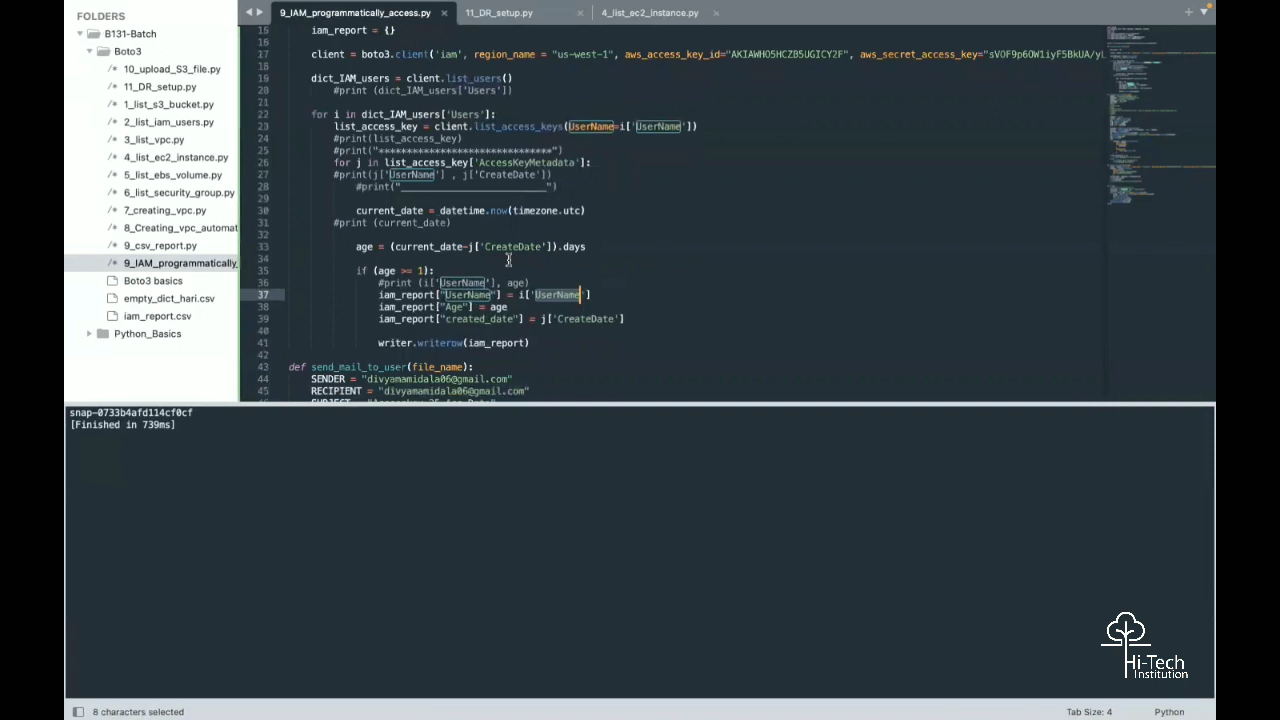 FOLDERS
B131-Batch
Boto3
10_upload_S3_file.py
11_DR_setup.py
1_list_s3_bucket.py
2_list_iam_users.py
3_list_vpc.py
4_list_ec2_instance.py
5_list_ebs_volume.py
6_list_security_group.py
7_creating_vpc.py
8_Creating_vpc_automat
9_csv_report.py
9_IAM_programmatically_
Boto3 basics
empty_dict_hari.csv
iam_report.csv
Python_Basics
9_IAM_programmatically_access.py
11_DR_setup.py
4_list_ec2_instance.py
15 iam_report = {}
16
17 client = boto3.client('iam', region_name = "us-west-1", aws_access_key_id= aws_secret_access_key=
18
19 dict_IAM_users = client.list_users()
20 #print (dict_IAM_users['Users'])
21
22 for i in dict_IAM_users['Users']:
23 list_access_key = client.list_access_keys(UserName=i['UserName'])
24 #print(list_access_key)
25 #print("*******************************")
26 for j in list_access_key['AccessKeyMetadata']:
27 #print(j['UserName'] , j['CreateDate'])
28 #print("__________________________")
29
30 current_date = datetime.now(timezone.utc)
31 #print (current_date)
32
33 age = (current_date-j['CreateDate']).days
34
35 if (age >= 1):
36 #print (i['UserName'], age)
37 iam_report["UserName"] = i['UserName']
38 iam_report["Age"] = age
39 iam_report["created_date"] = j['CreateDate']
40
41 writer.writerow(iam_report)
42
43 def send_mail_to_user(file_name):
44 SENDER = "divyamamidala06@gmail.com"
45 RECIPIENT = "divyamamidala06@gmail.com"
snap-0733b4afd114cf0cf
[Finished in 739ms]
Hi-Tech
Institution
8 characters selected
Tab Size: 4
Python